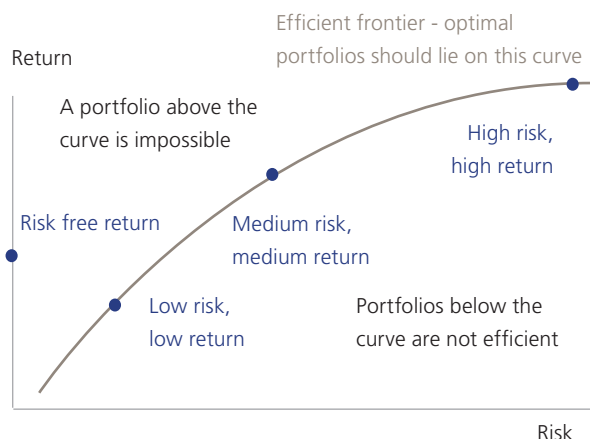 Efficient frontier - optimal
portfolios should lie on this curve
Return
A portfolio above the
curve is impossible
High risk,
high return
Risk free return
Medium risk,
medium return
Low risk,
low return
Portfolios below the
curve are not efficient
Risk